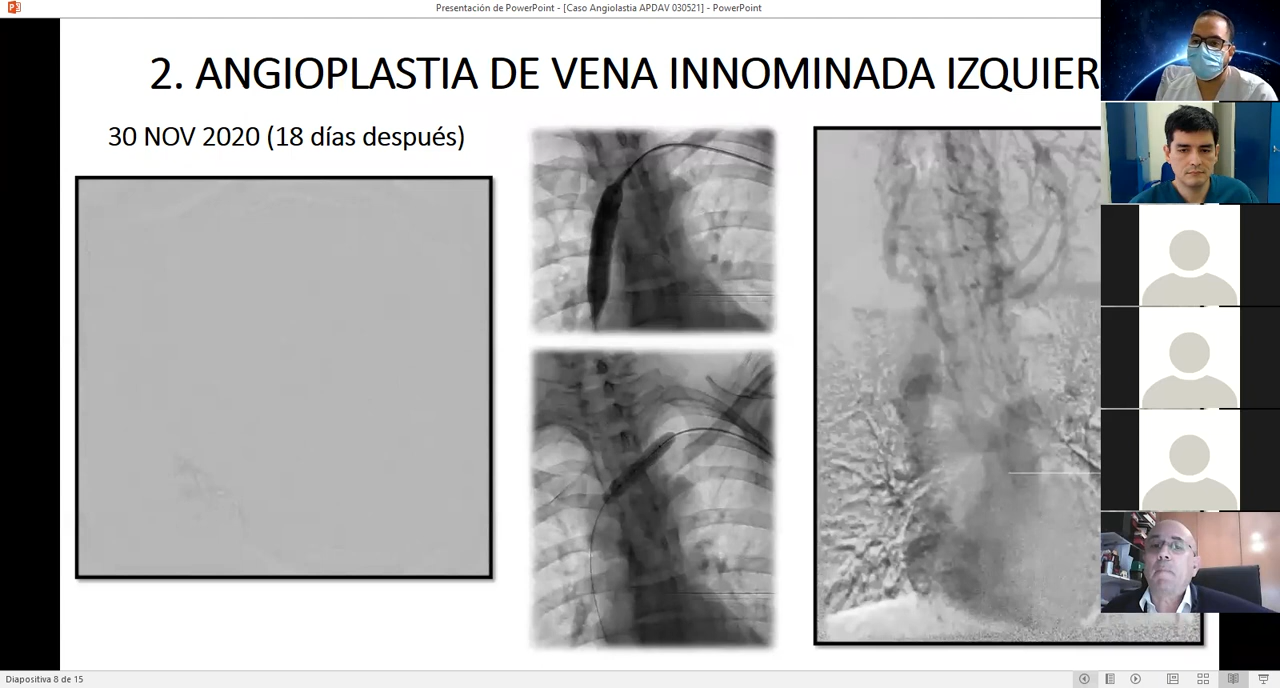 Presentación de PowerPoint - [Caso Angiolastia APDAV 030521] - PowerPoint
2. ANGIOPLASTIA DE VENA INNOMINADA IZQUIER
30 NOV 2020 (18 días después)
Diapositiva 8 de 15